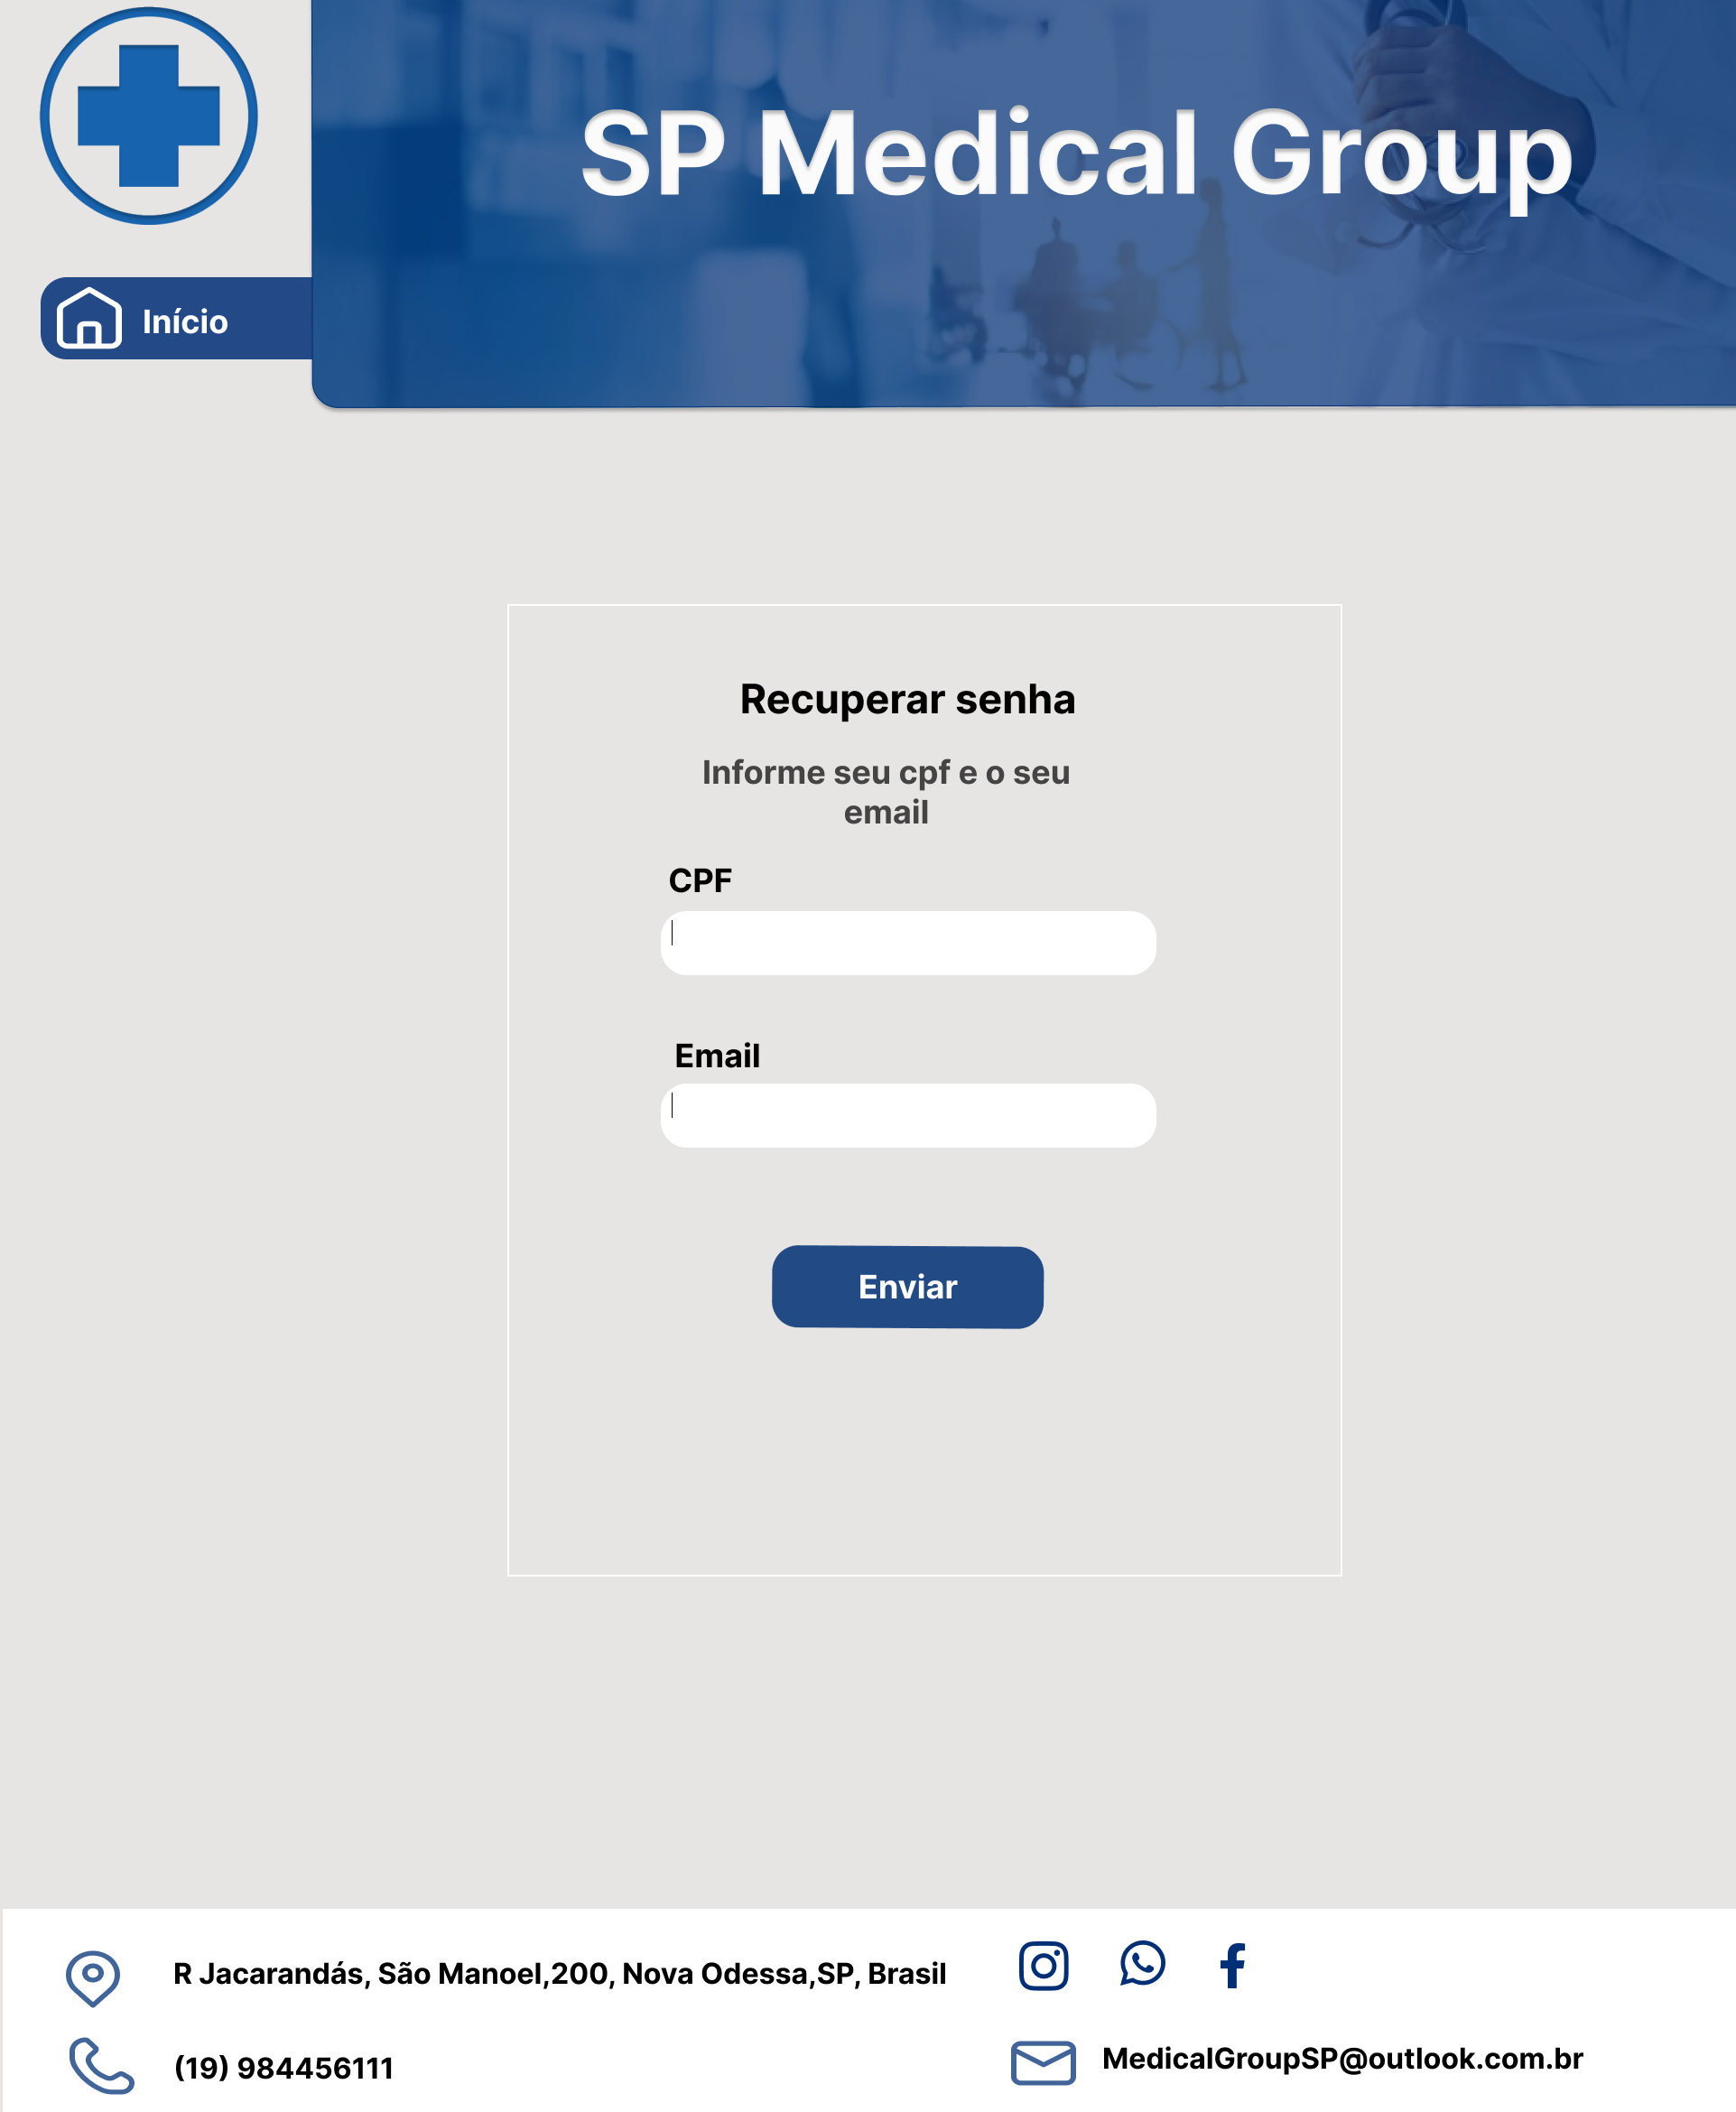 SP Medical Group
Início
Recuperar senha
Informe seu cpf e o seu
email
CPF
Email
Enviar
R Jacarandás, São Manoel,200, Nova Odessa,SP, Brasil
(19) 984456111
MedicalGroupSP@outlook.com.br